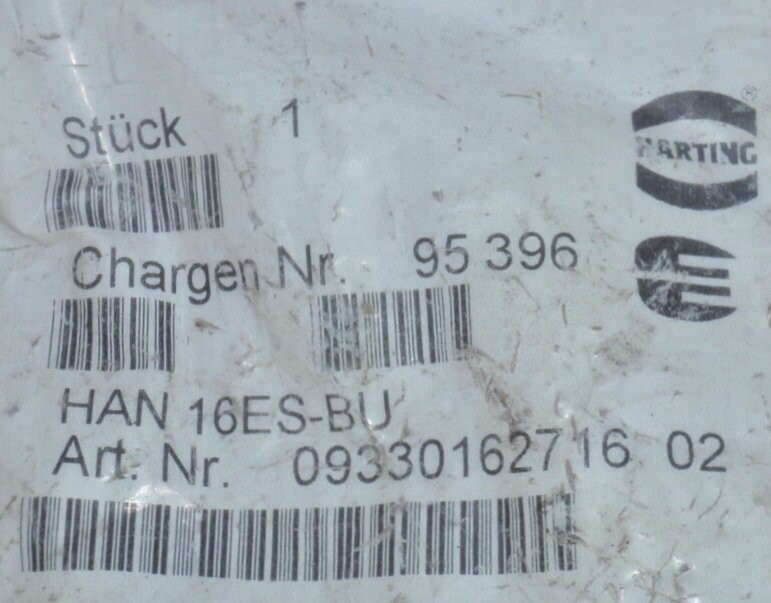 Stück 1
HARTING
Chargen Nr. 95 396
HAN 16ES-BU
Art. Nr. 09330162716 02